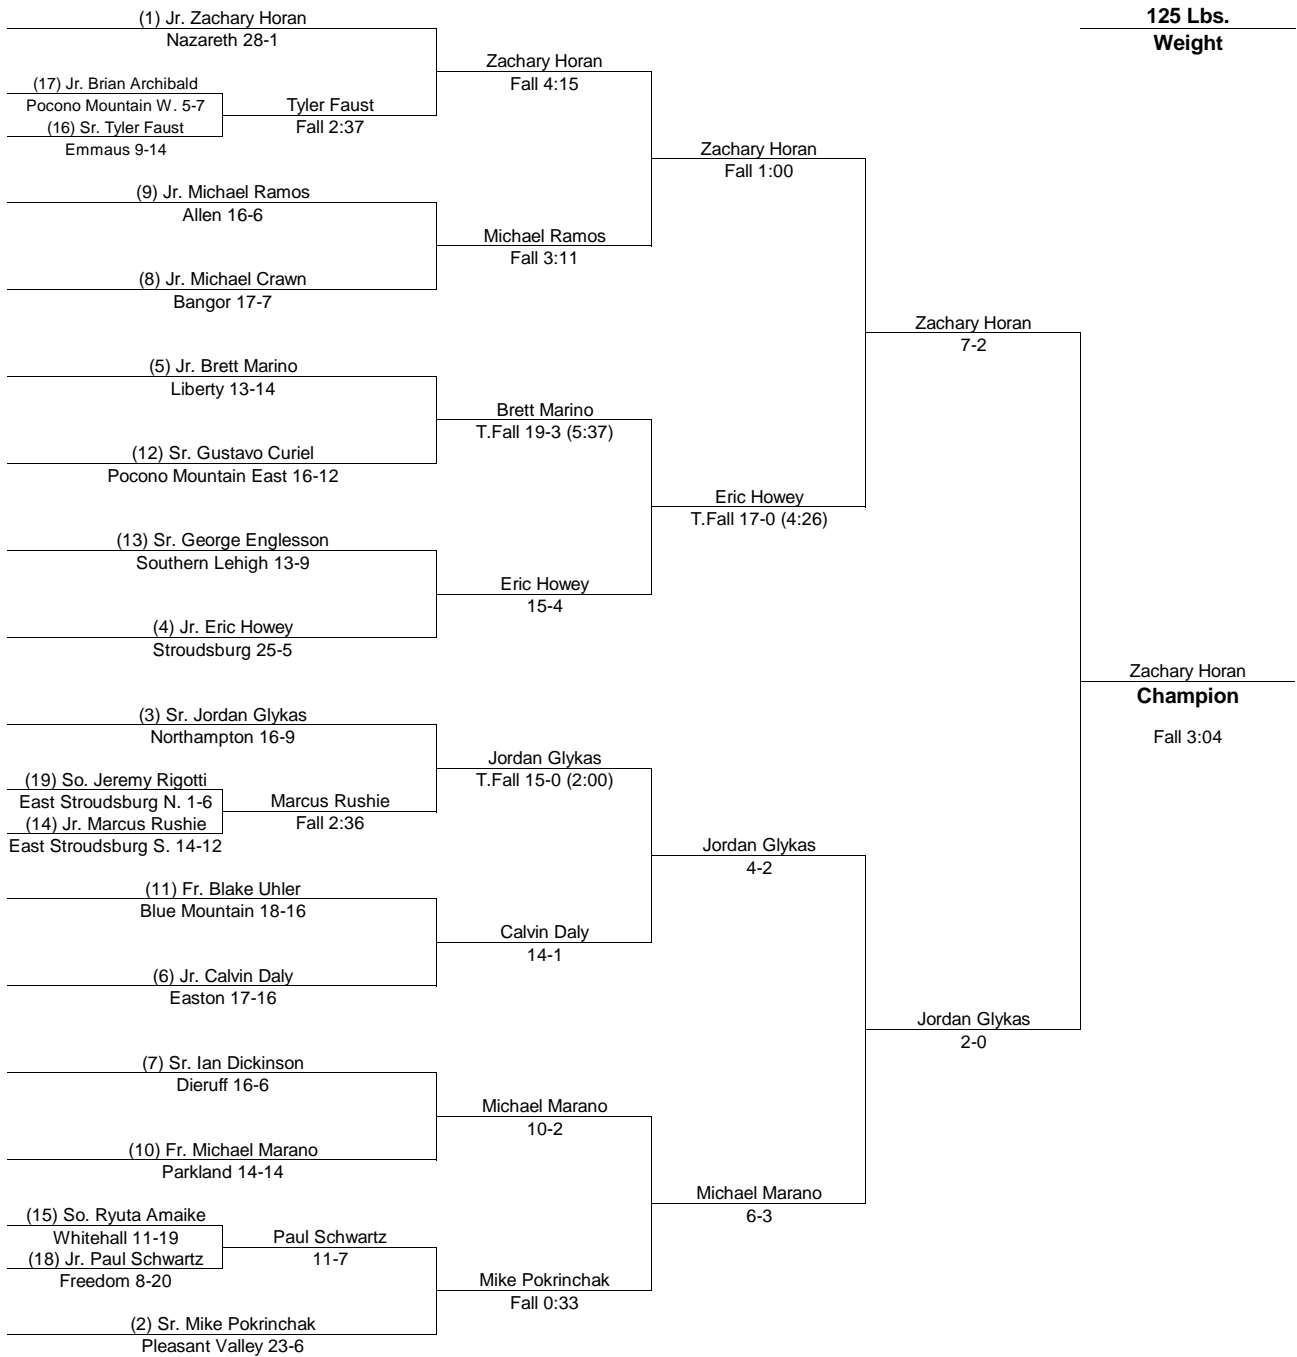 125 Lbs.
Weight
(1) Jr. Zachary Horan
Nazareth 28-1
(17) Jr. Brian Archibald
Pocono Mountain W. 5-7
(16) Sr. Tyler Faust
Emmaus 9-14
Tyler Faust
Fall 2:37
Zachary Horan
Fall 4:15
(9) Jr. Michael Ramos
Allen 16-6
(8) Jr. Michael Crawn
Bangor 17-7
Michael Ramos
Fall 3:11
Zachary Horan
Fall 1:00
(5) Jr. Brett Marino
Liberty 13-14
(12) Sr. Gustavo Curiel
Pocono Mountain East 16-12
Brett Marino
T.Fall 19-3 (5:37)
(13) Sr. George Englesson
Southern Lehigh 13-9
(4) Jr. Eric Howey
Stroudsburg 25-5
Eric Howey
15-4
Eric Howey
T.Fall 17-0 (4:26)
Zachary Horan
7-2
(3) Sr. Jordan Glykas
Northampton 16-9
(19) So. Jeremy Rigotti
East Stroudsburg N. 1-6
(14) Jr. Marcus Rushie
East Stroudsburg S. 14-12
Marcus Rushie
Fall 2:36
Jordan Glykas
T.Fall 15-0 (2:00)
(11) Fr. Blake Uhler
Blue Mountain 18-16
(6) Jr. Calvin Daly
Easton 17-16
Calvin Daly
14-1
Jordan Glykas
4-2
(7) Sr. Ian Dickinson
Dieruff 16-6
(10) Fr. Michael Marano
Parkland 14-14
Michael Marano
10-2
(15) So. Ryuta Amaike
Whitehall 11-19
(18) Jr. Paul Schwartz
Freedom 8-20
Paul Schwartz
11-7
(2) Sr. Mike Pokrinchak
Pleasant Valley 23-6
Mike Pokrinchak
Fall 0:33
Michael Marano
6-3
Jordan Glykas
2-0
Zachary Horan
Champion
Fall 3:04